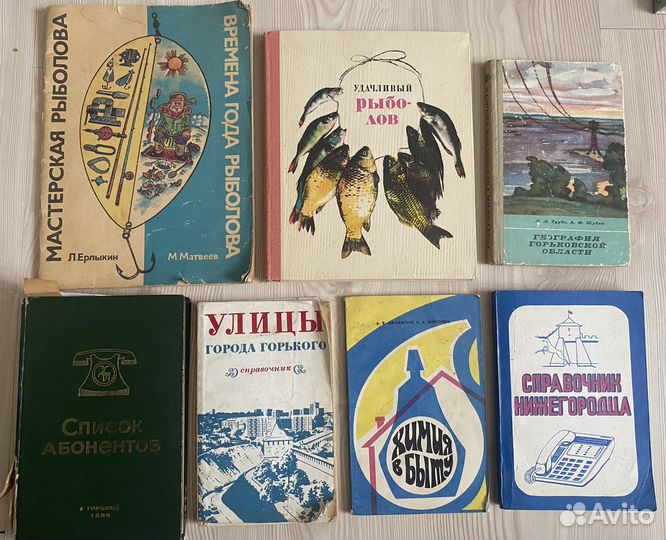 МАСТЕРСКАЯ РЫБОЛОВА
ВРЕМЕНА ГОДА РЫБОЛОВА
Л.Ерлыкин
М.Матвеев
УДАЧЛИВЫЙ
РЫБО-
ЛОВ
А. Ф.
ГЕОГРАФИЯ
ГОРЬКОВСКОЙ
ОБЛАСТИ
СПИСОК
АБОНЕНТОВ
г. ГОРЬКИЙ
УЛИЦЫ
ГОРОДА ГОРЬКОГО
справочник
ХИМИЯ
В БЫТУ
СПРАВОЧНИК
НИЖЕГОРОДЦА
Avito